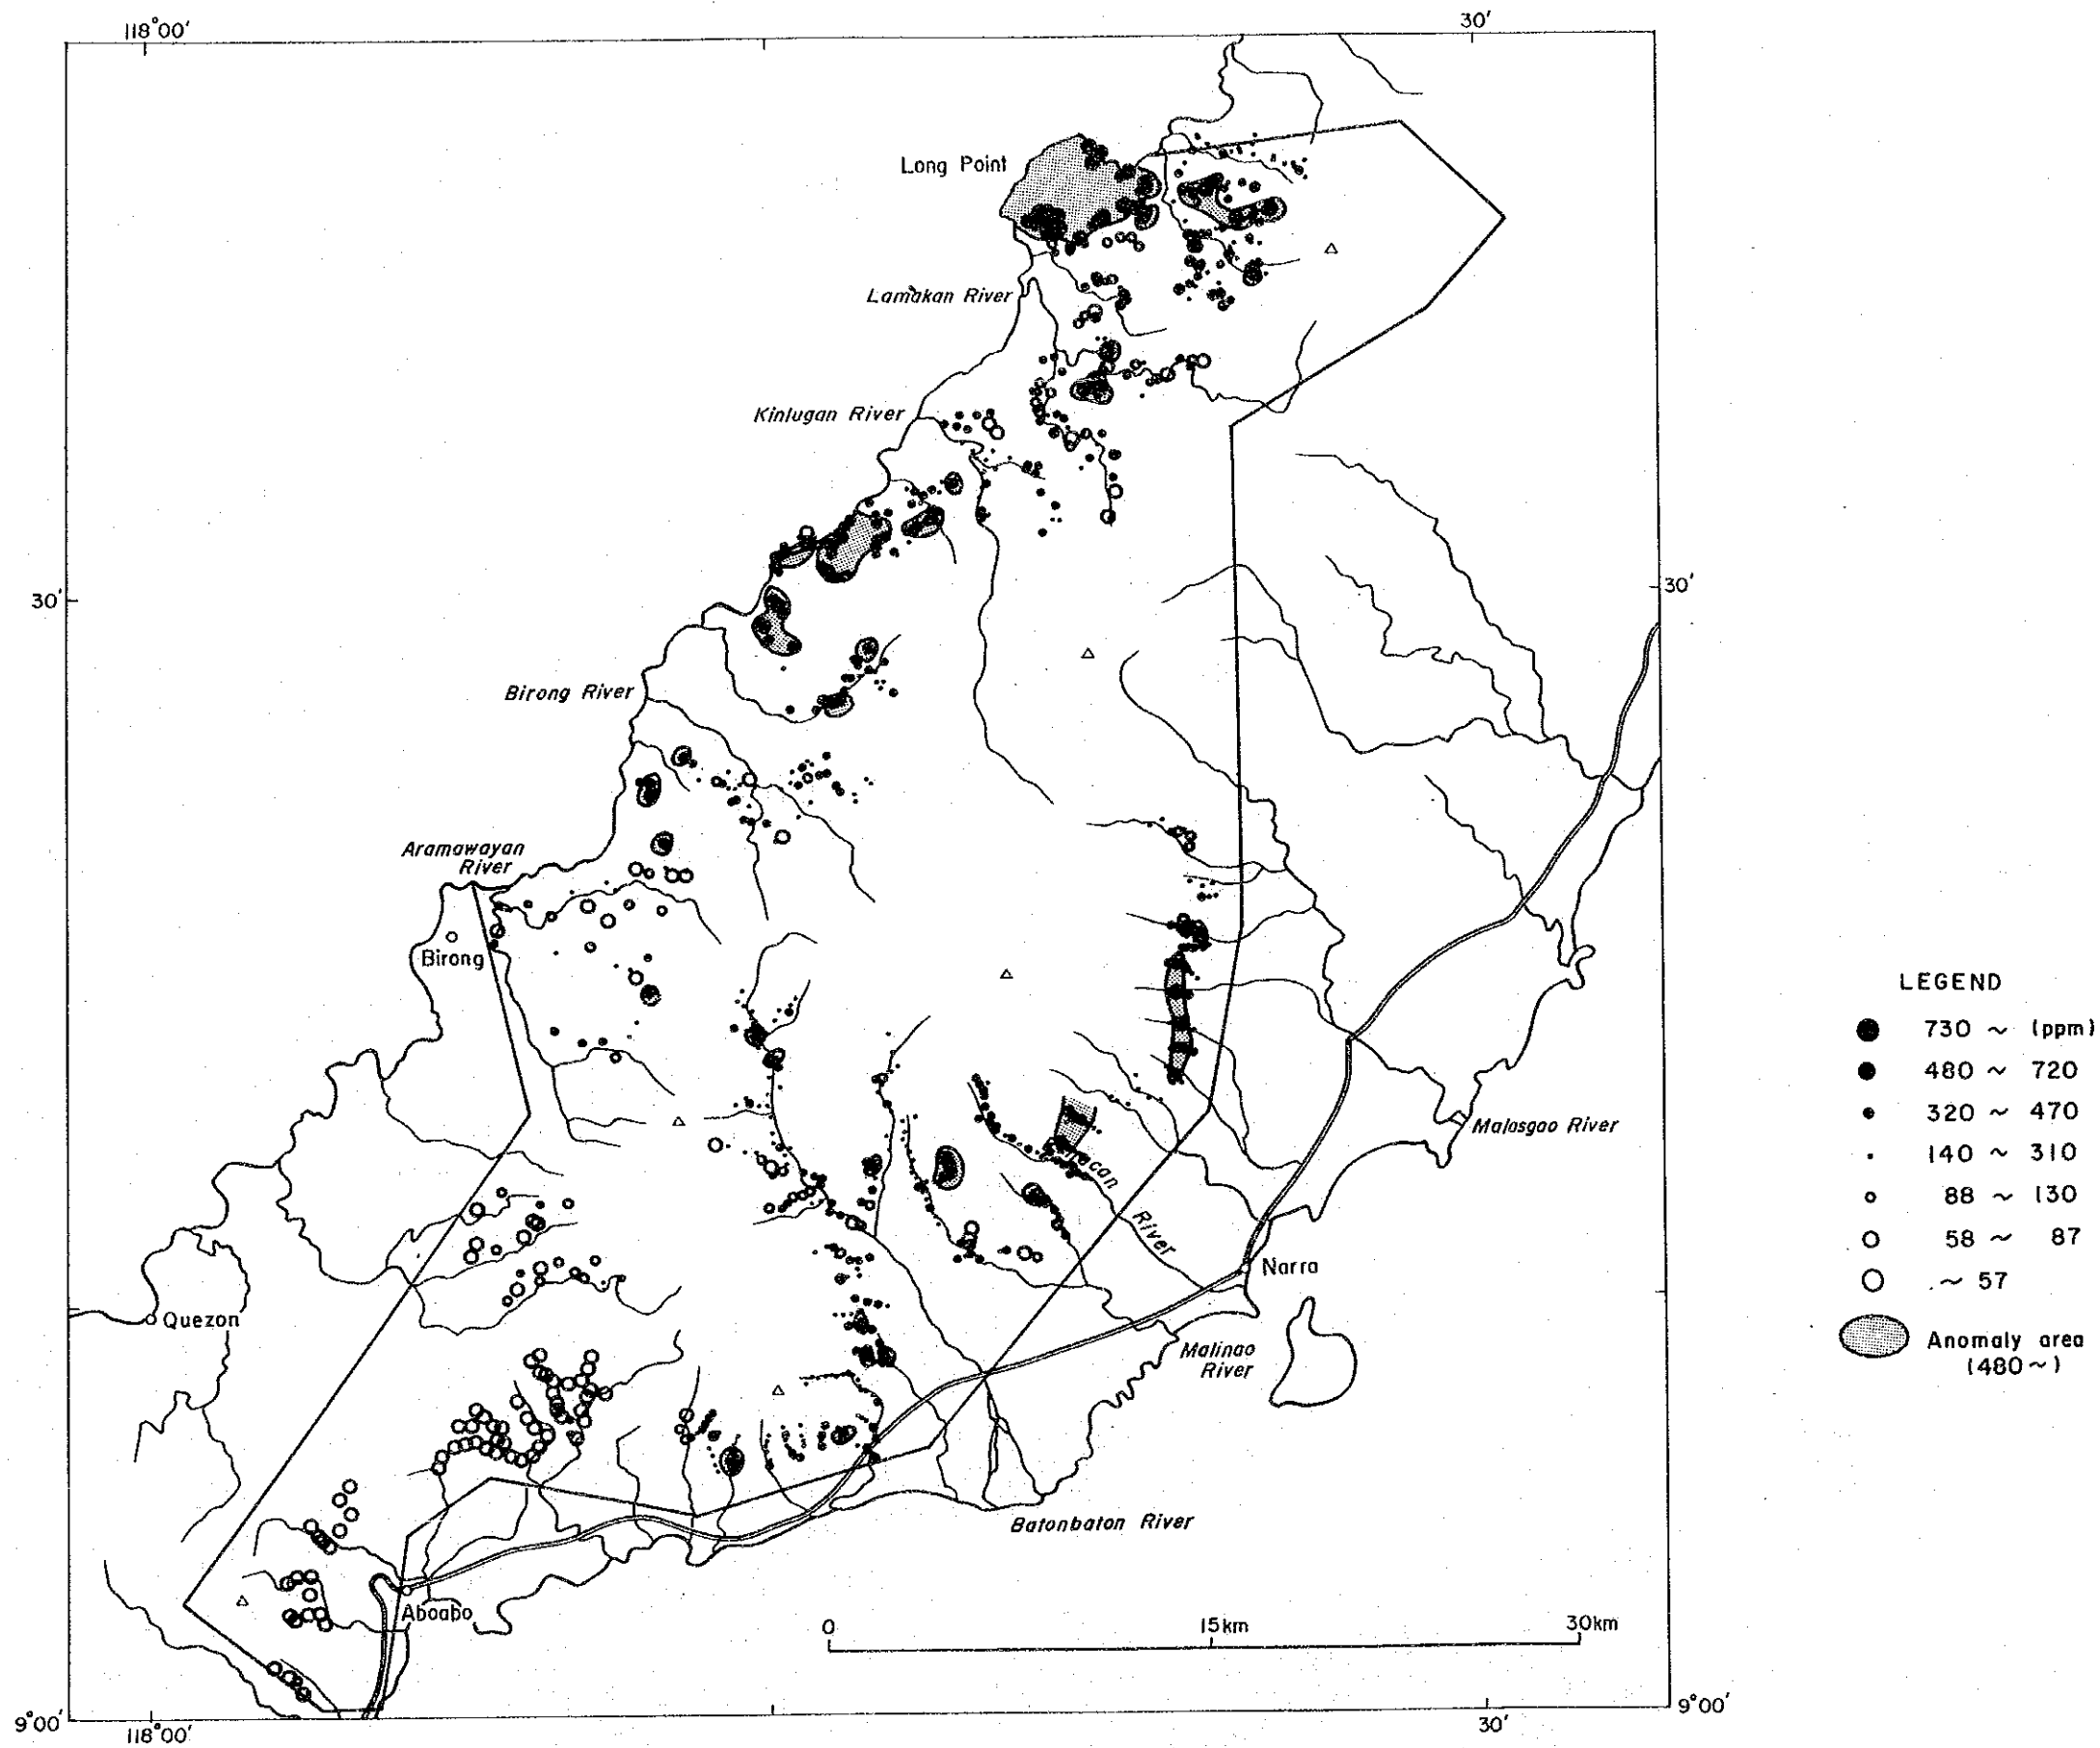 118°00'
30'
Long Point
Lamakan River
Kinlugan River
30'
30'
Birong River
Aramawayan
River
Birong
LEGEND
730 ~ (ppm)
480 ~ 720
320 ~ 470
140 ~ 310
88 ~ 130
58 ~ 87
~ 57
Anomaly area
(480~)
Malasgao River
River
Narra
Quezon
Malinao
River
Batonbaton River
Aboabo
0
15km
30km
9°00'
118°00'
30'
9°00'